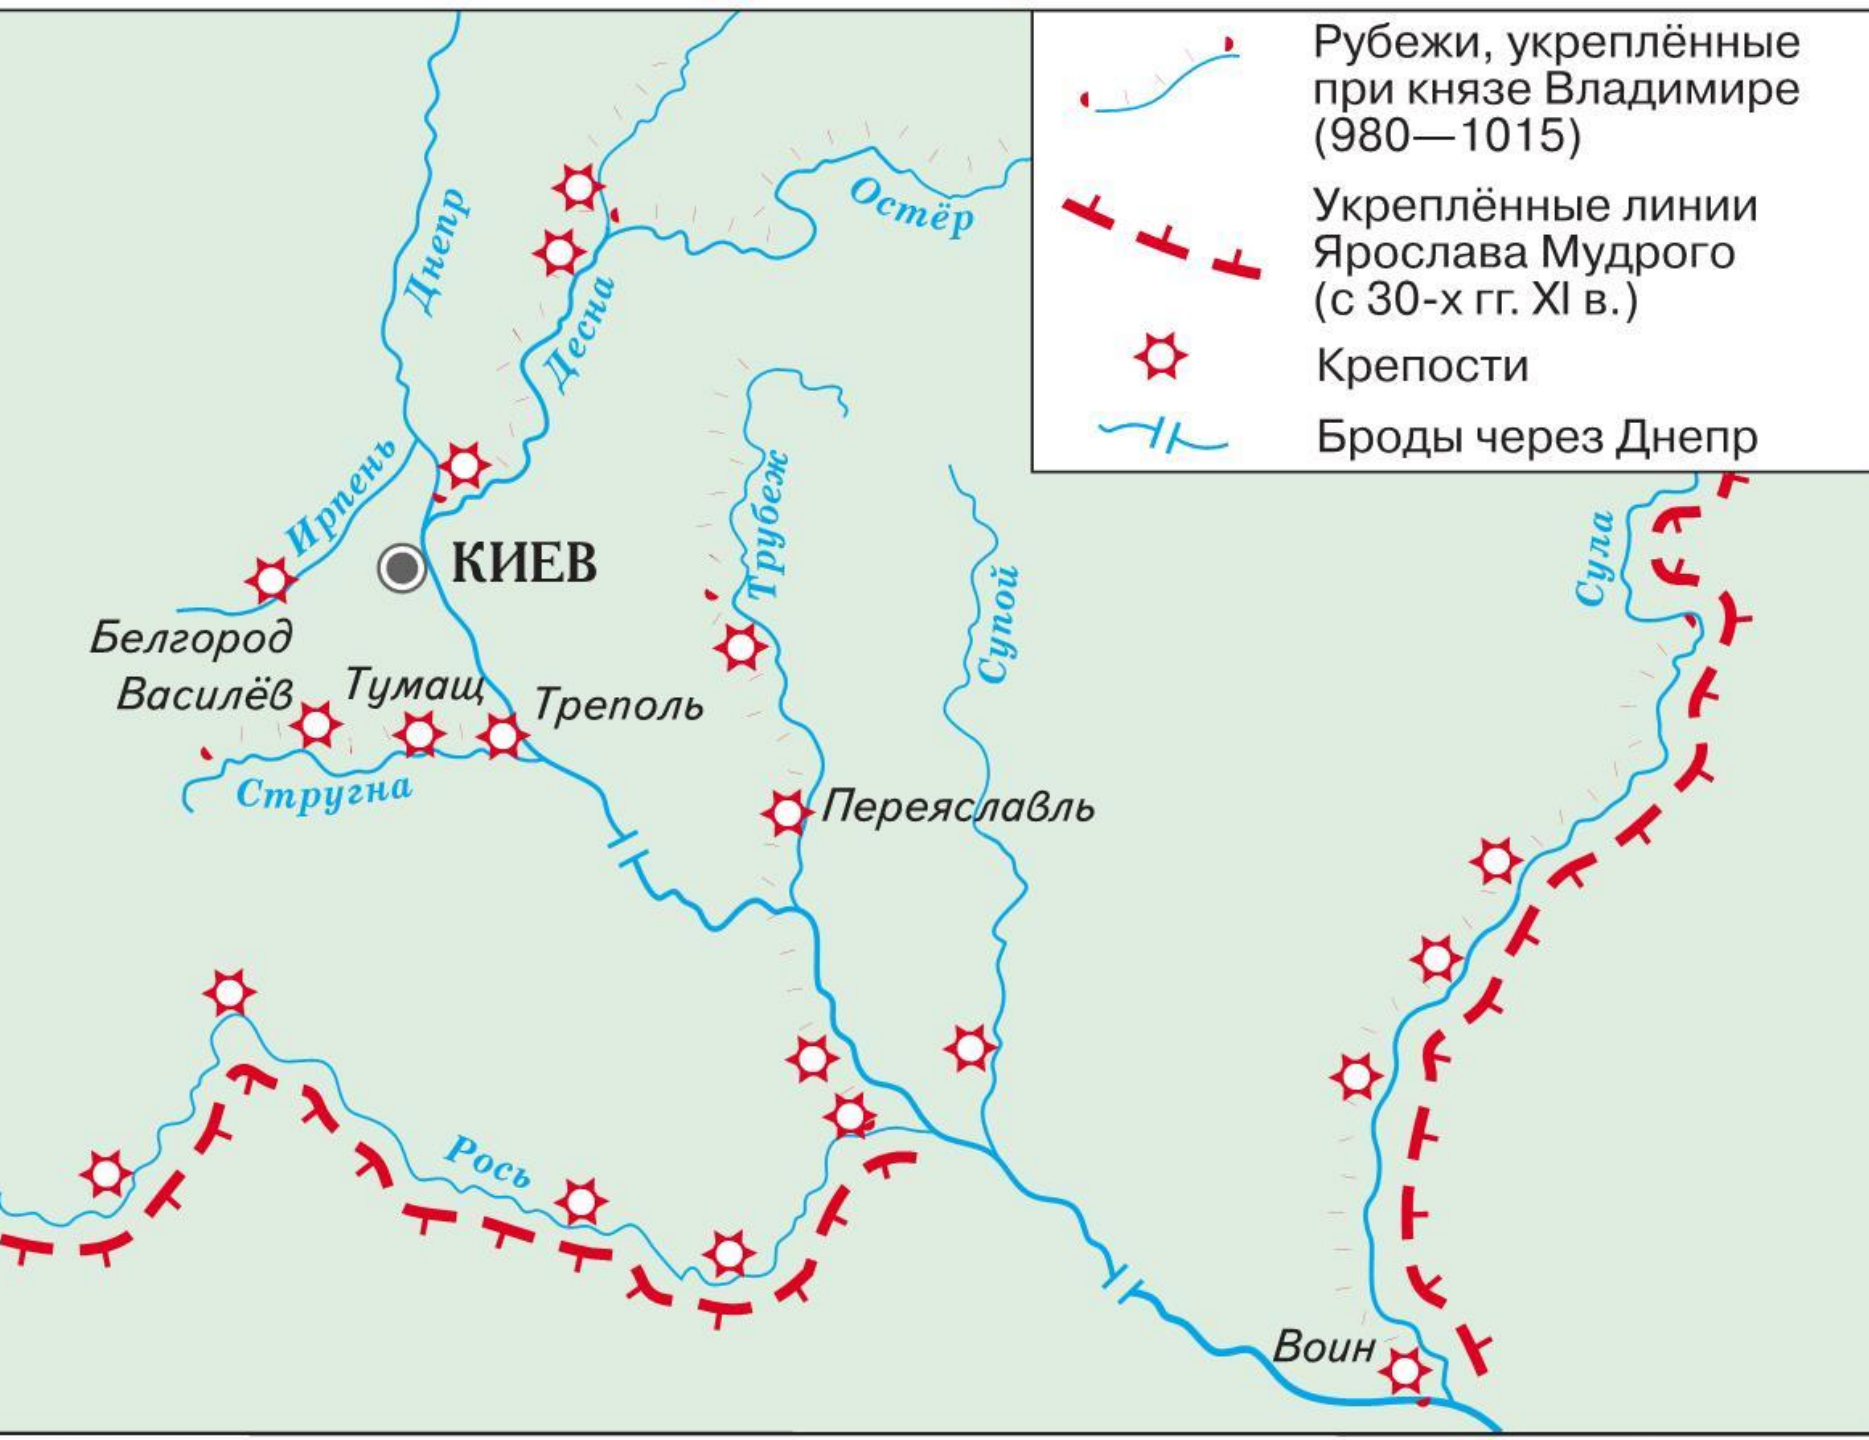 Рубежи, укреплённые
при князе Владимире
(980—1015)
Укреплённые линии
Ярослава Мудрого
(с 30-х гг. XI в.)
Крепости
Броды через Днепр
Днепр
Остёр
Десна
Ирпень
Трубеж
КИЕВ
Супой
Сула
Белгород
Василёв
Тумащ
Треполь
Стругна
Переяславль
Рось
Воин